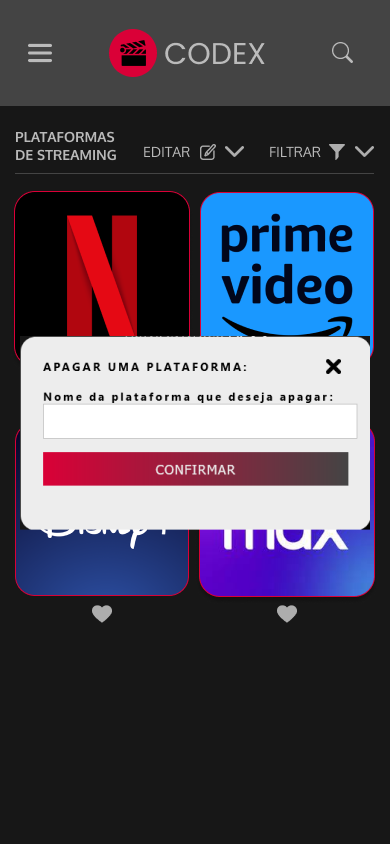 CODEX
PLATAFORMAS
DE STREAMING
EDITAR
FILTRAR
N
prime
video
APAGAR UMA PLATAFORMA:
Nome da plataforma que deseja apagar:
CONFIRMAR
max